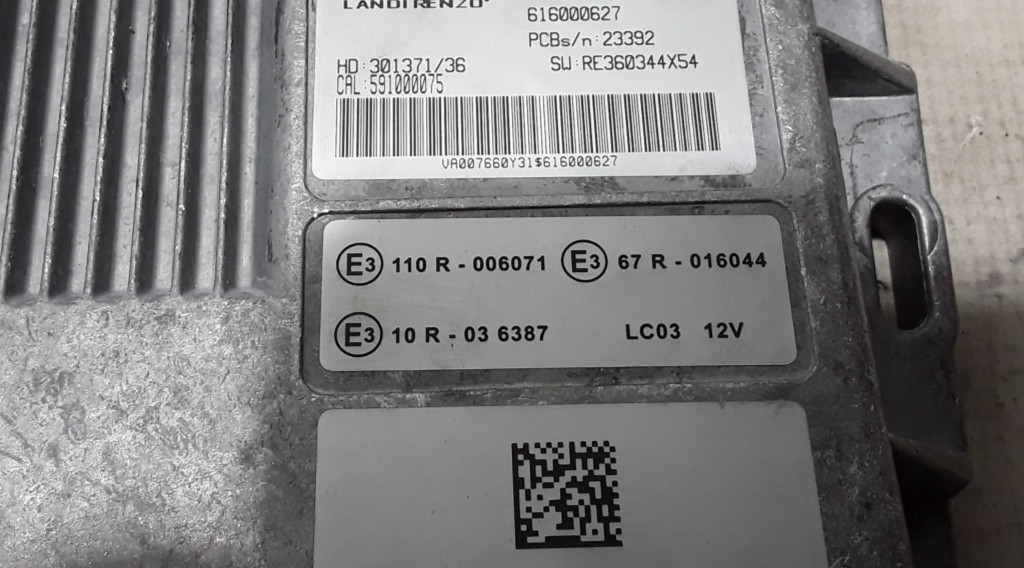 LANDIRENZO®
616000627
PCBs/n: 23392
HD:301371/36 SW:RE360344X54
CAL:591000075
VA007660Y31$616000627
E3 110 R - 006071 E3 67 R - 016044
E3 10 R - 03 6387 LC03 12V